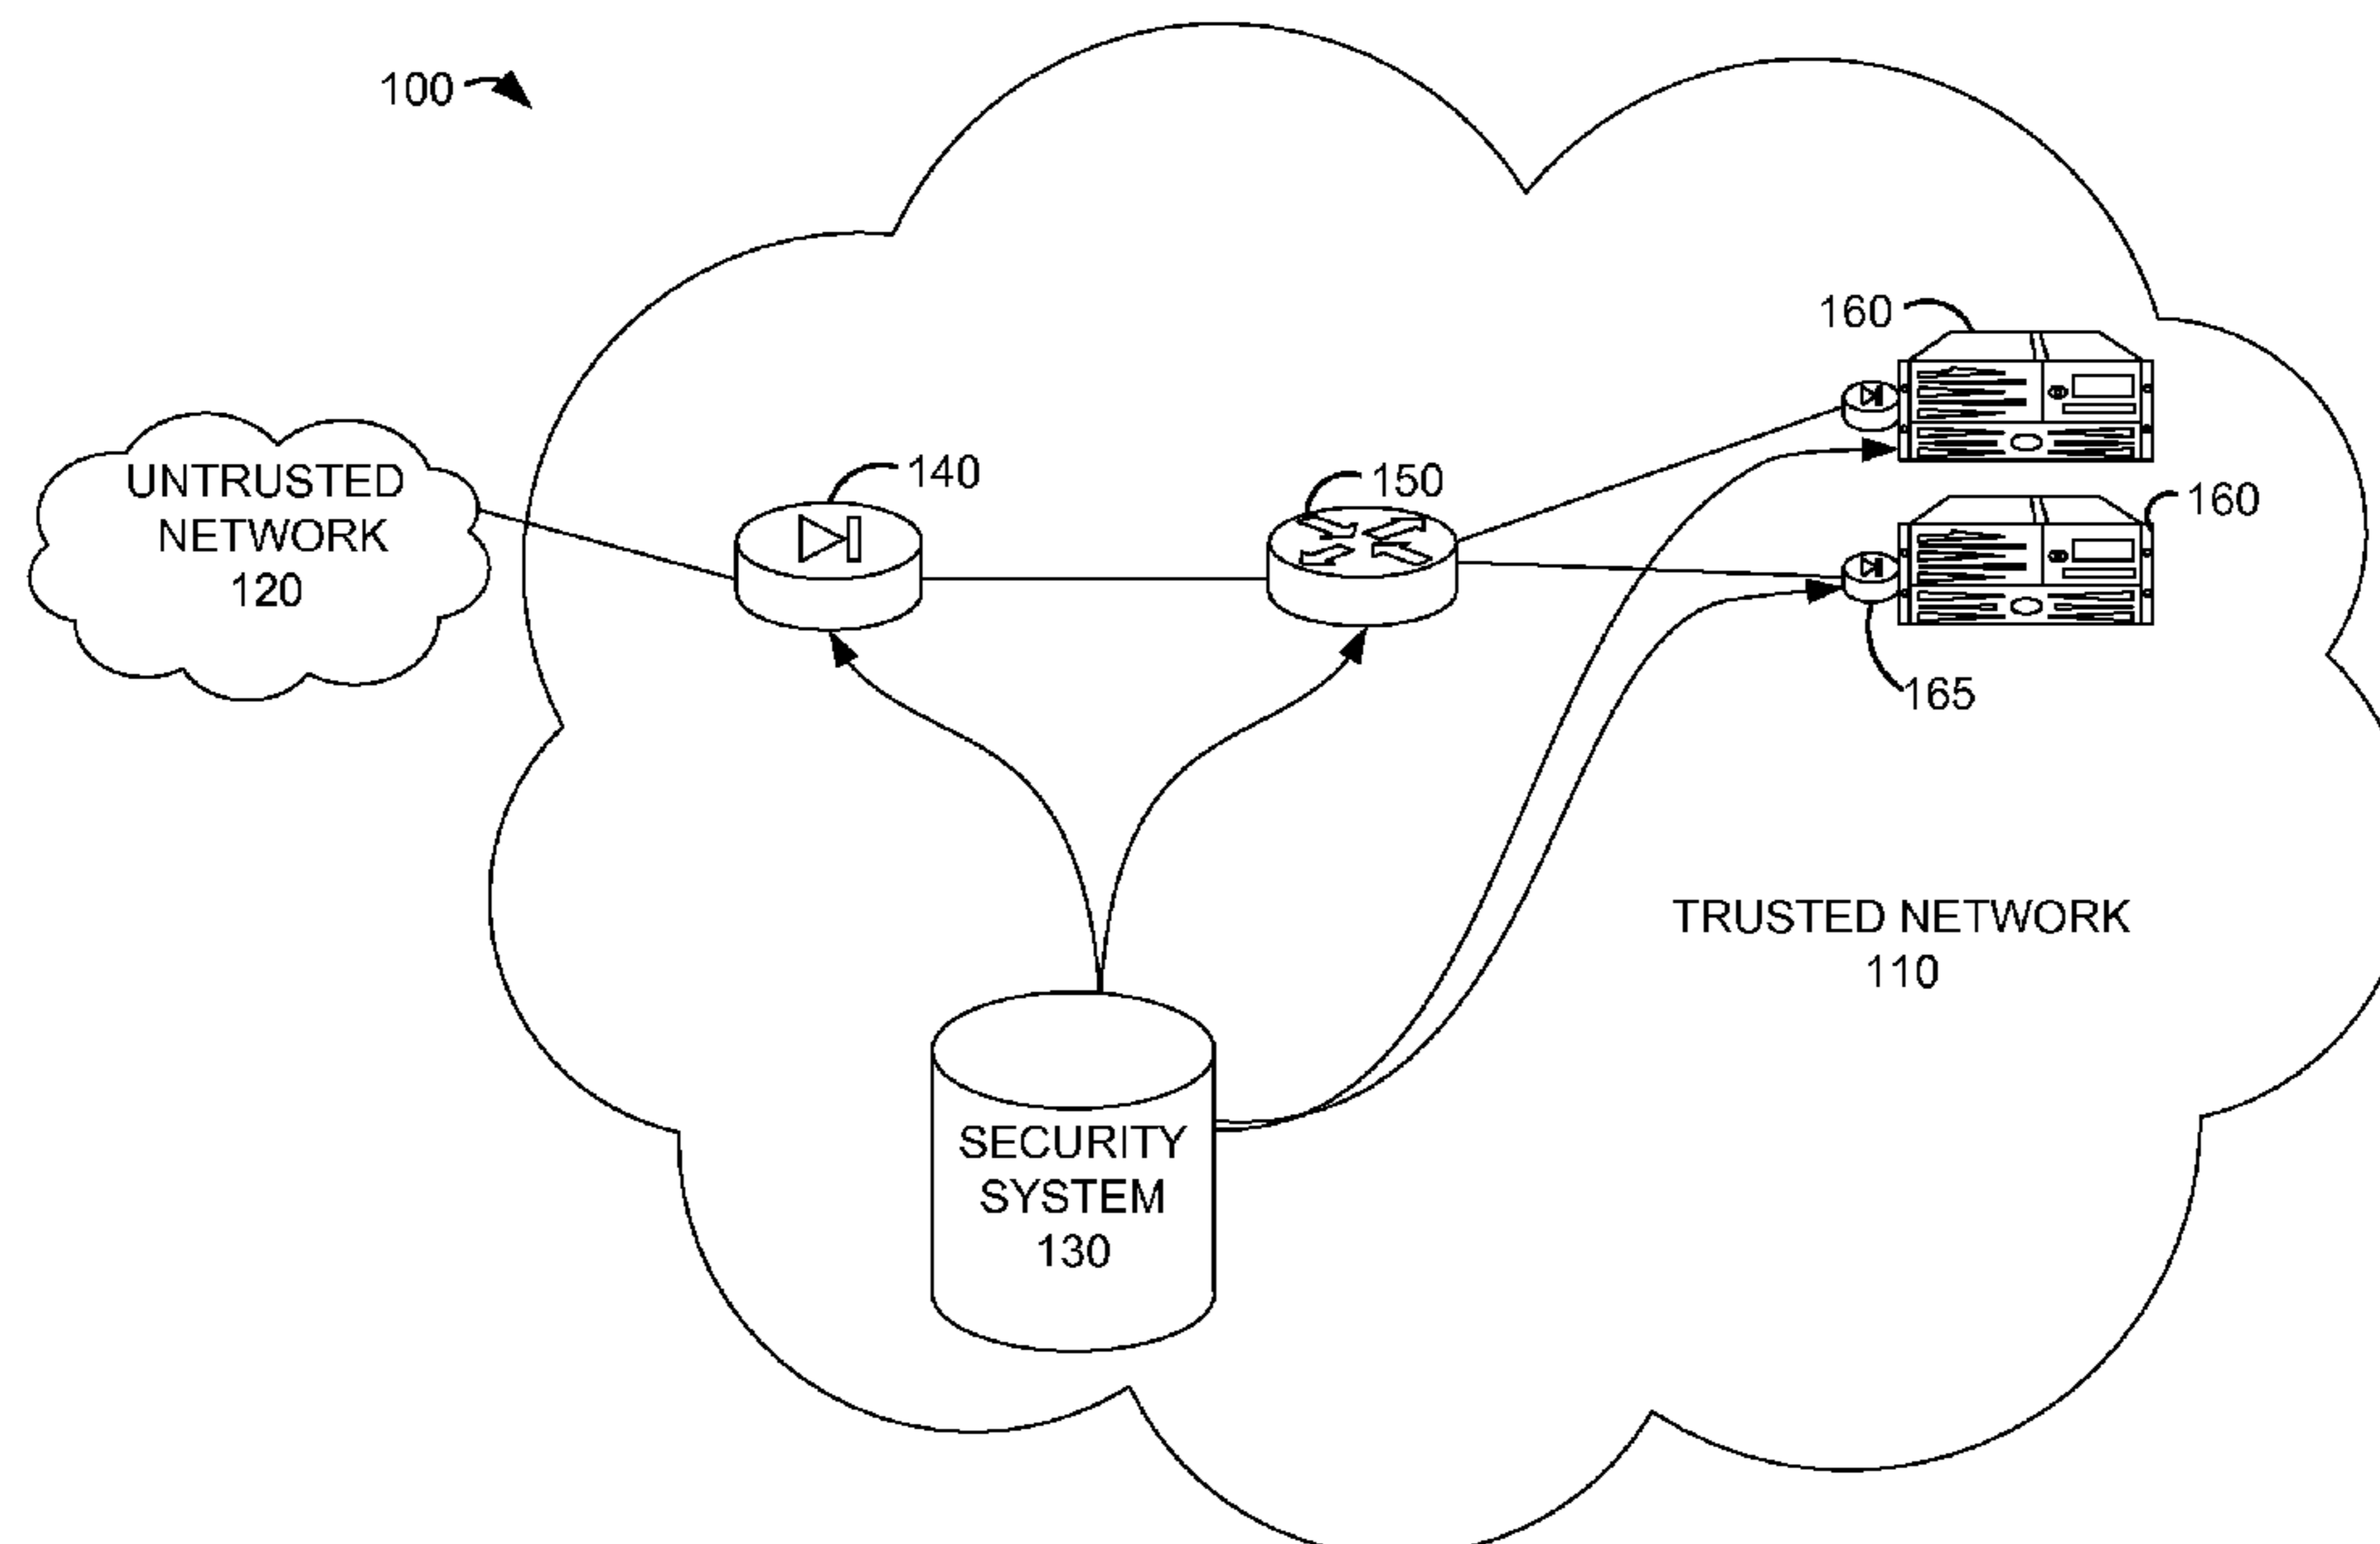 100
160
UNTRUSTED
NETWORK
120
140
150
160
165
TRUSTED NETWORK
110
SECURITY
SYSTEM
130